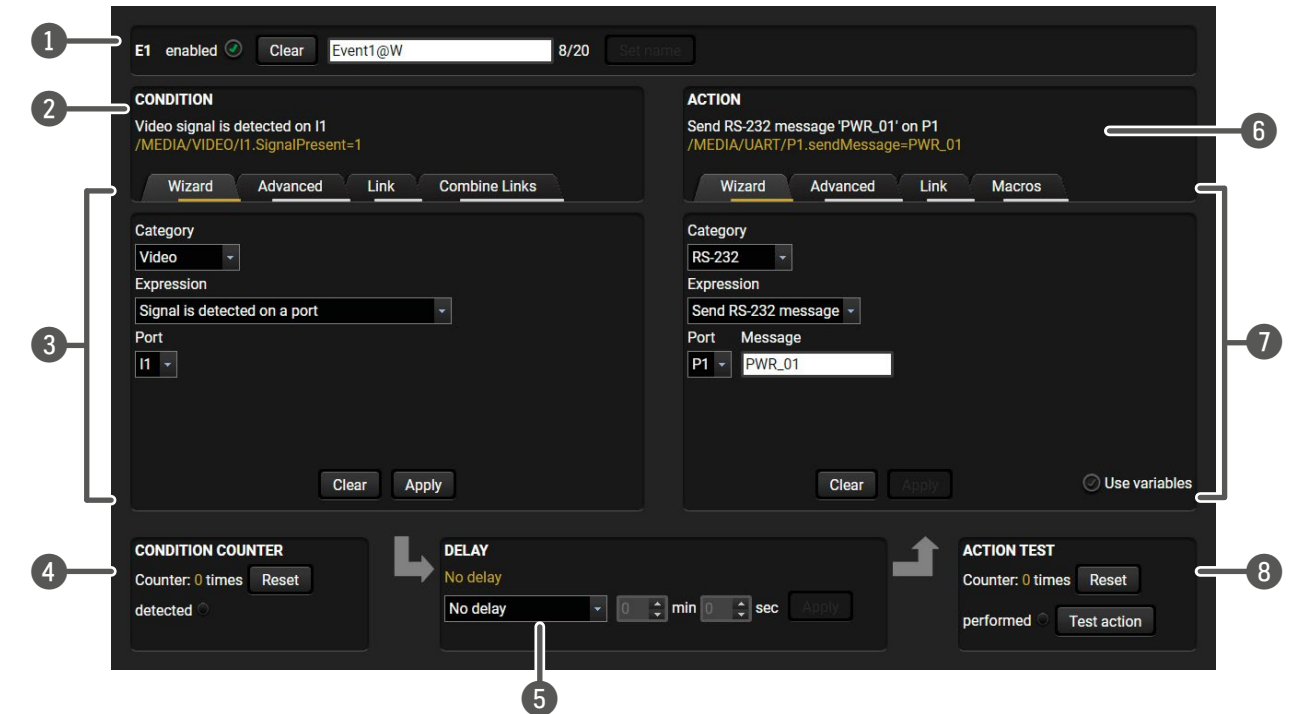 1
E1 enabled Clear Event1@W 8/20 Set name
2
CONDITION
Video signal is detected on I1
/MEDIA/VIDEO/I1.SignalPresent=1
Wizard Advanced Link Combine Links
3
Category
Video
Expression
Signal is detected on a port
Port
I1
Clear Apply
ACTION
Send RS-232 message 'PWR_01' on P1
/MEDIA/UART/P1.sendMessage=PWR_01
6
Wizard Advanced Link Macros
Category
RS-232
Expression
Send RS-232 message
Port Message
P1 PWR_01
7
Clear Apply Use variables
4
CONDITION COUNTER
Counter: 0 times Reset
detected
DELAY
No delay
No delay 0 min 0 sec Apply
5
ACTION TEST
Counter: 0 times Reset
performed Test action
8